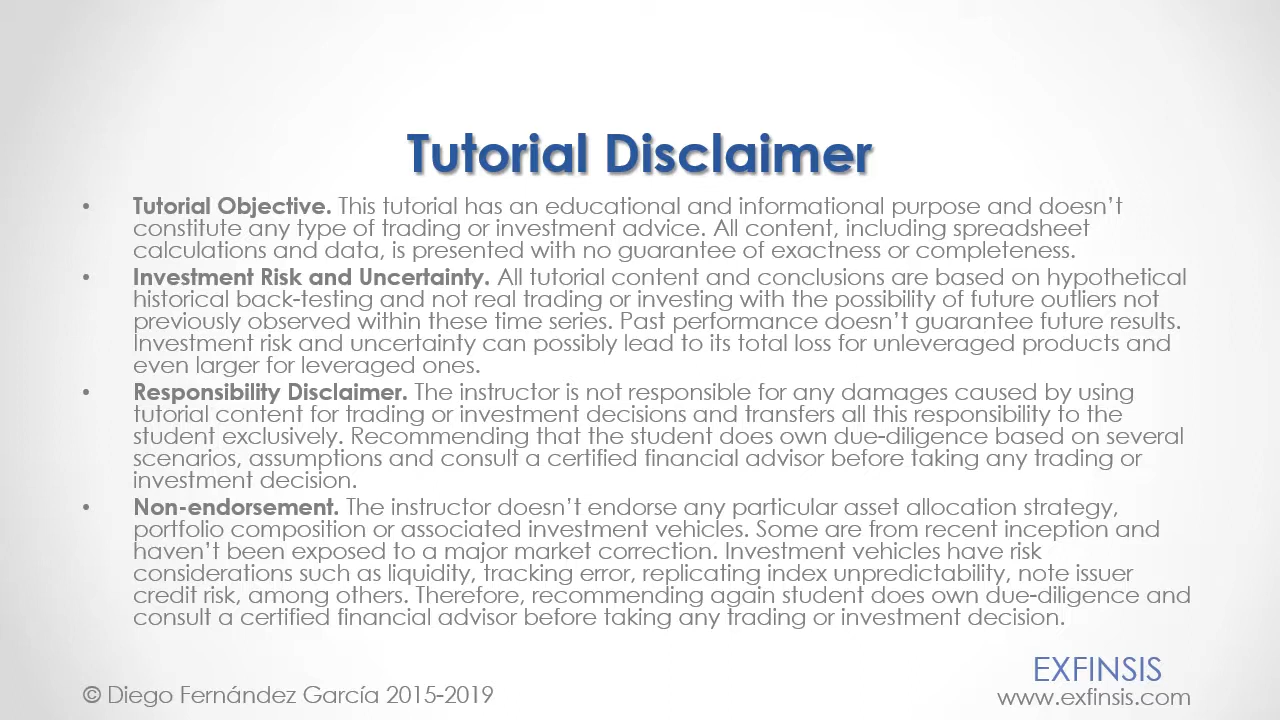 Tutorial Disclaimer
• Tutorial Objective. This tutorial has an educational and informational purpose and doesn’t
constitute any type of trading or investment advice. All content, including spreadsheet
calculations and data, is presented with no guarantee of exactness or completeness.
• Investment Risk and Uncertainty. All tutorial content and conclusions are based on hypothetical
historical back-testing and not real trading or investing with the possibility of future outliers not
previously observed within these time series. Past performance doesn’t guarantee future results.
Investment risk and uncertainty can possibly lead to its total loss for unleveraged products and
even larger for leveraged ones.
• Responsibility Disclaimer. The instructor is not responsible for any damages caused by using
tutorial content for trading or investment decisions and transfers all this responsibility to the
student exclusively. Recommending that the student does own due-diligence based on several
scenarios, assumptions and consult a certified financial advisor before taking any trading or
investment decision.
• Non-endorsement. The instructor doesn’t endorse any particular asset allocation strategy,
portfolio composition or associated investment vehicles. Some are from recent inception and
haven’t been exposed to a major market correction. Investment vehicles have risk
considerations such as liquidity, tracking error, replicating index unpredictability, note issuer
credit risk, among others. Therefore, recommending again student does own due-diligence and
consult a certified financial advisor before taking any trading or investment decision.
EXFINSIS
© Diego Fernández García 2015-2019
www.exfinsis.com